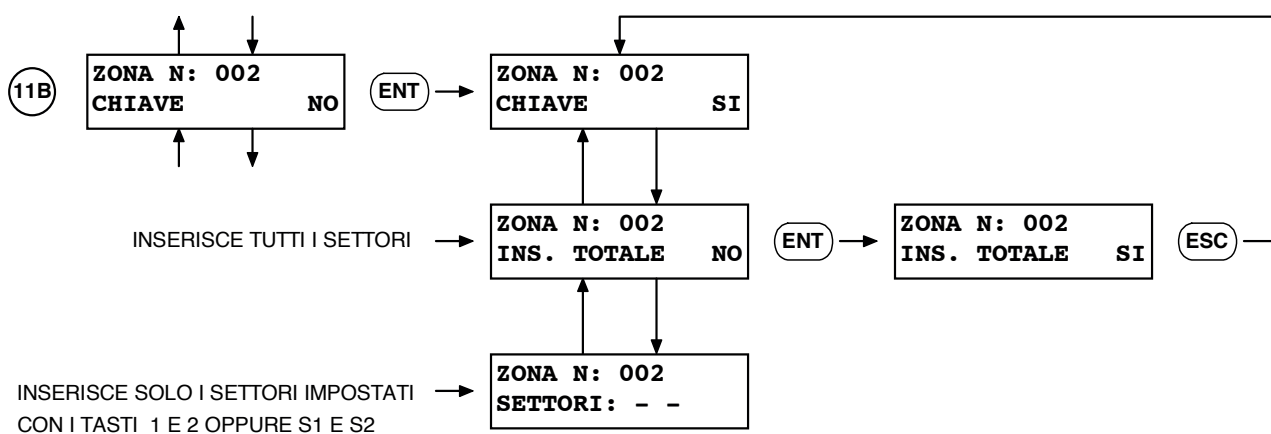 11B
ZONA N: 002
CHIAVE NO
ENT
ZONA N: 002
CHIAVE SI
INSERISCE TUTTI I SETTORI
ZONA N: 002
INS. TOTALE NO
ENT
ZONA N: 002
INS. TOTALE SI
ESC
INSERISCE SOLO I SETTORI IMPOSTATI
CON I TASTI 1 E 2 OPPURE S1 E S2
ZONA N: 002
SETTORI: - -